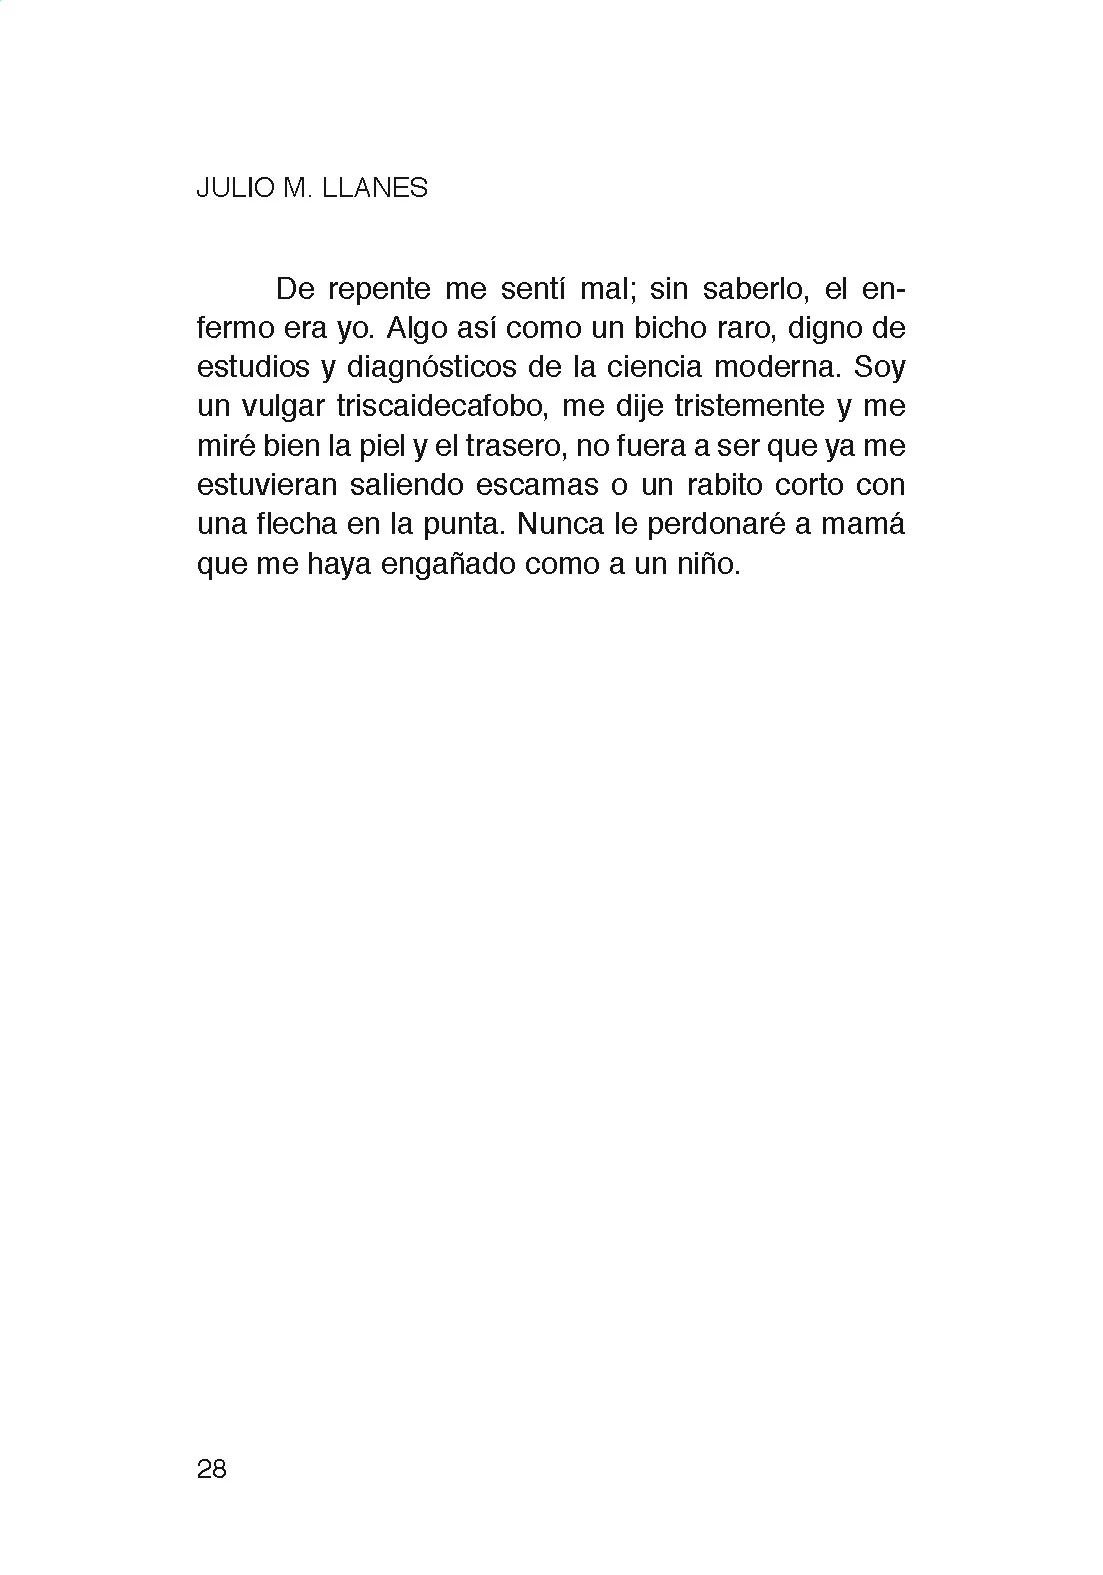 JULIO M. LLANES
De repente me sentí mal; sin saberlo, el en-
fermo era yo. Algo así como un bicho raro, digno de
estudios y diagnósticos de la ciencia moderna. Soy
un vulgar triscaidecafobo, me dije tristemente y me
miré bien la piel y el trasero, no fuera a ser que ya me
estuvieran saliendo escamas o un rabito corto con
una flecha en la punta. Nunca le perdonaré a mamá
que me haya engañado como a un niño.
28